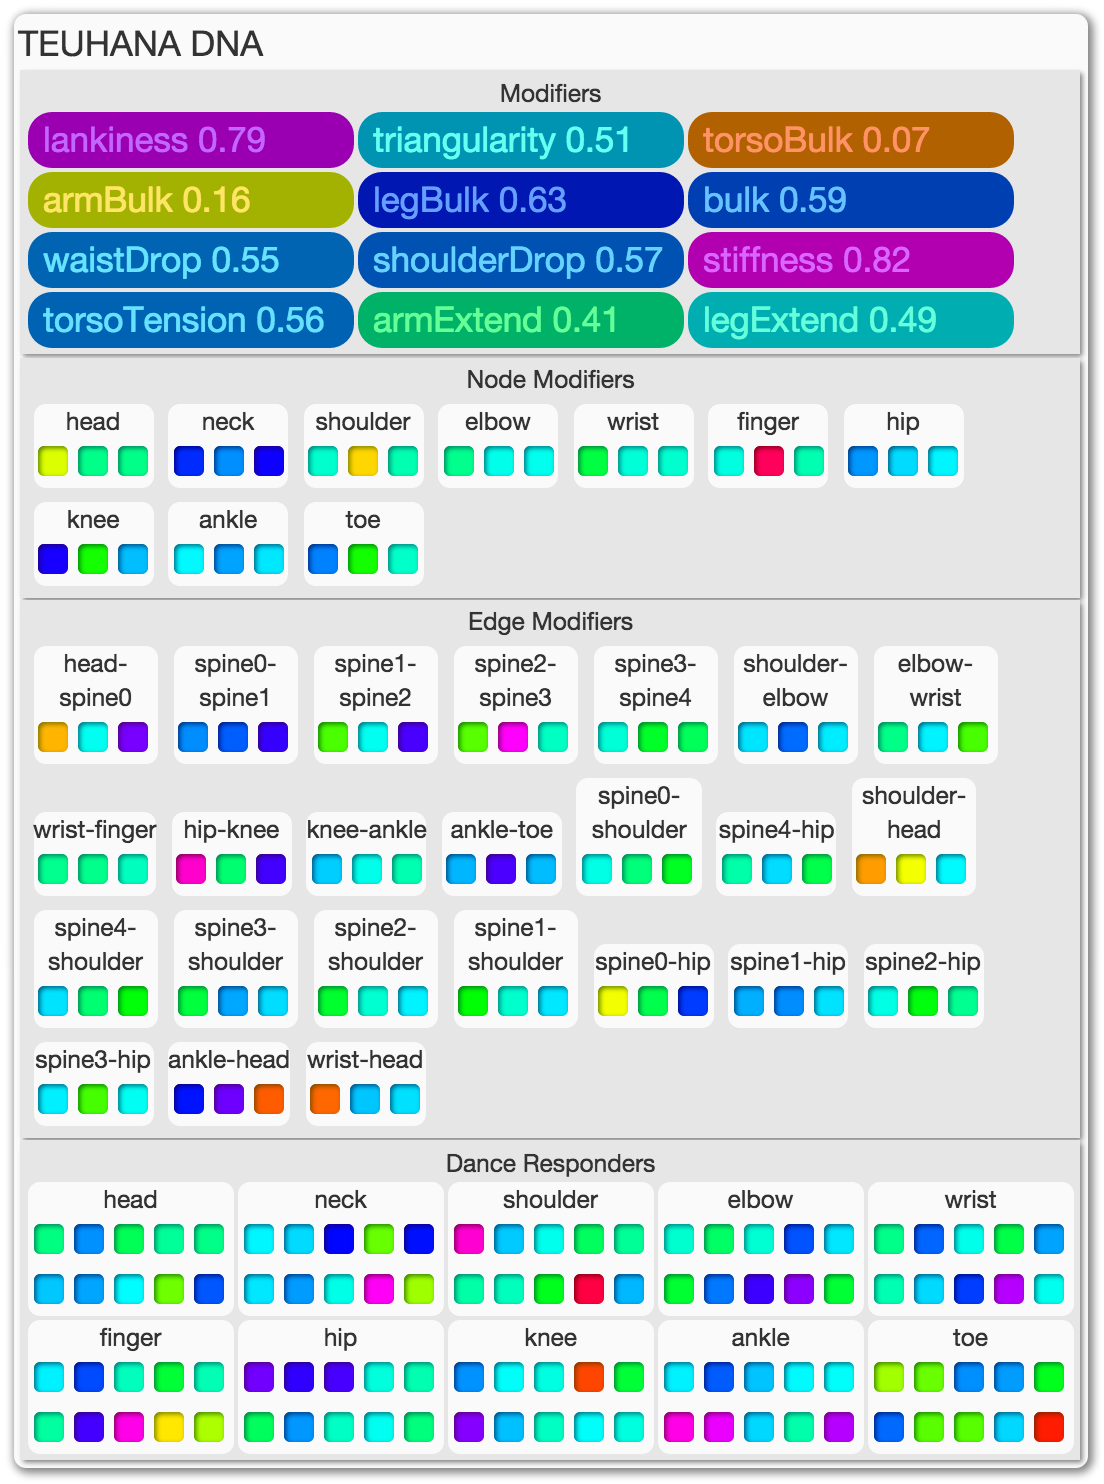 TEUHANA DNA
Modifiers
lankiness 0.79 triangularity 0.51 torsoBulk 0.07
armBulk 0.16 legBulk 0.63 bulk 0.59
waistDrop 0.55 shoulderDrop 0.57 stiffness 0.82
torsoTension 0.56 armExtend 0.41 legExtend 0.49
Node Modifiers
head neck shoulder elbow wrist finger hip
knee ankle toe
Edge Modifiers
head- spine0- spine1- spine2- spine3- shoulder- elbow-
spine0 spine1 spine2 spine3 spine4 elbow wrist
spine0- shoulder-
wrist-finger hip-knee knee-ankle ankle-toe shoulder spine4-hip head
spine4- spine3- spine2- spine1-
shoulder shoulder shoulder shoulder spine0-hip spine1-hip spine2-hip
spine3-hip ankle-head wrist-head
Dance Responders
head neck shoulder elbow wrist
finger hip knee ankle toe